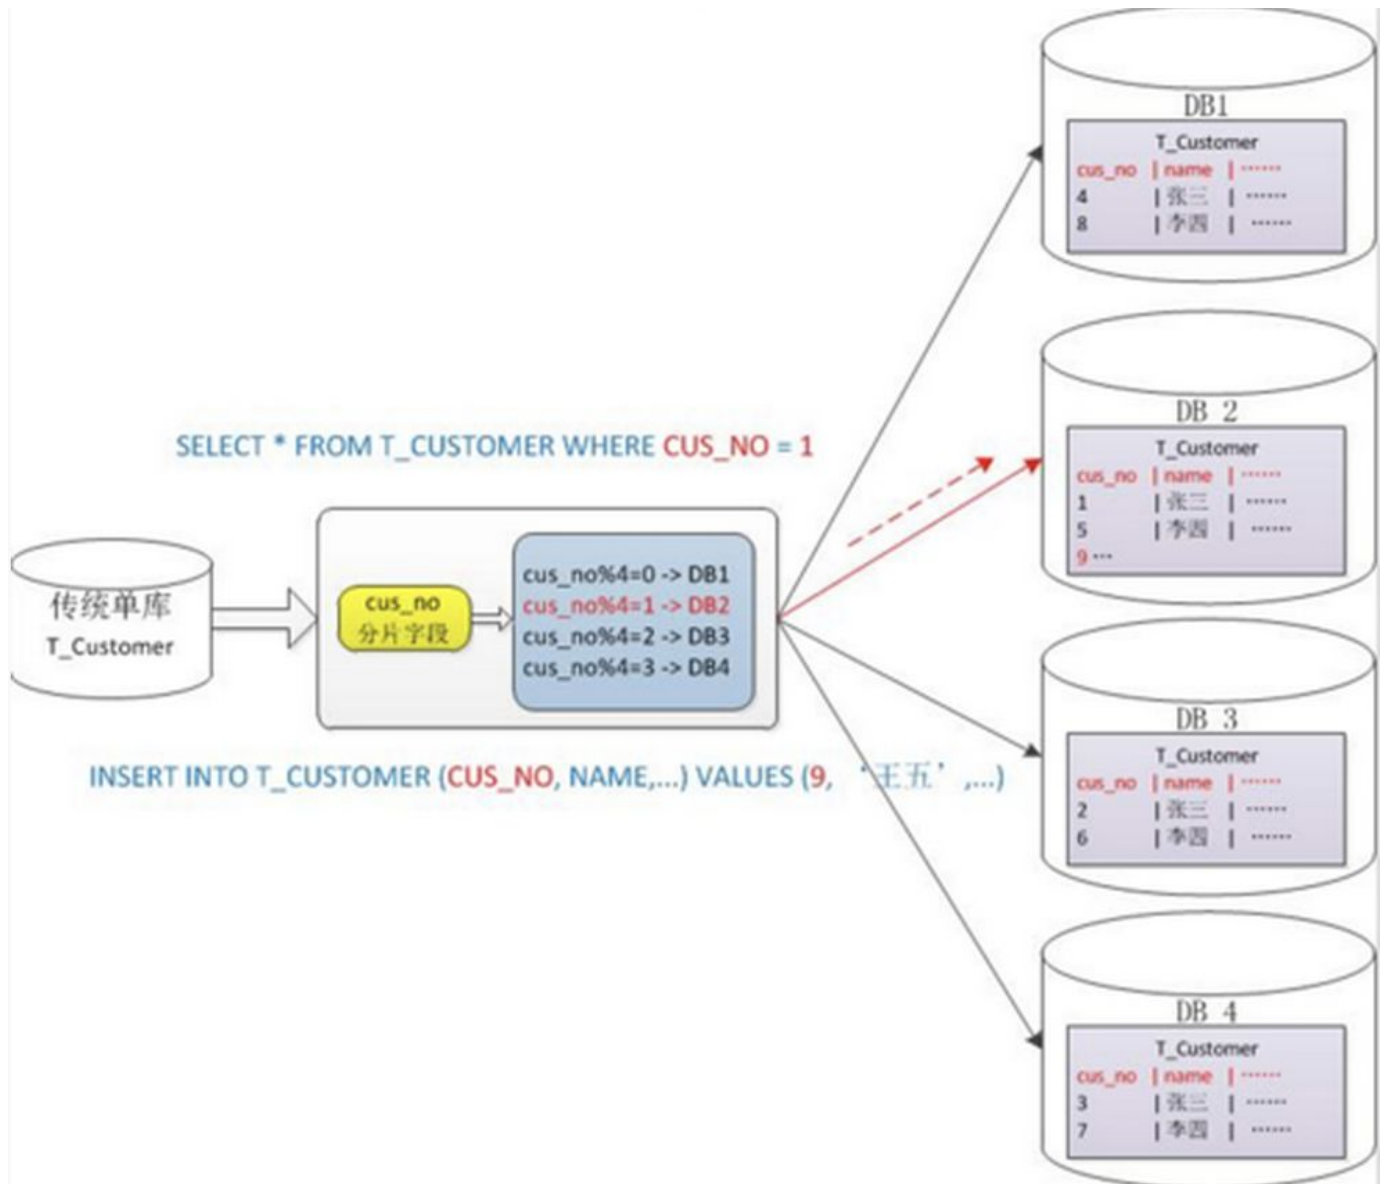 DB1
T_Customer
cus_no | name | ······
4 | 张三 | ······
8 | 李四 | ······
DB 2
T_Customer
cus_no | name | ······
1 | 张三 | ······
5 | 李四 | ······
9 ···
SELECT * FROM T_CUSTOMER WHERE CUS_NO = 1
传统单库
T_Customer
cus_no
分片字段
cus_no%4=0 -> DB1
cus_no%4=1 -> DB2
cus_no%4=2 -> DB3
cus_no%4=3 -> DB4
INSERT INTO T_CUSTOMER (CUS_NO, NAME,...) VALUES (9, ‘王五’,...)
DB 3
T_Customer
cus_no | name | ······
2 | 张三 | ······
6 | 李四 | ······
DB 4
T_Customer
cus_no | name | ······
3 | 张三 | ······
7 | 李四 | ······